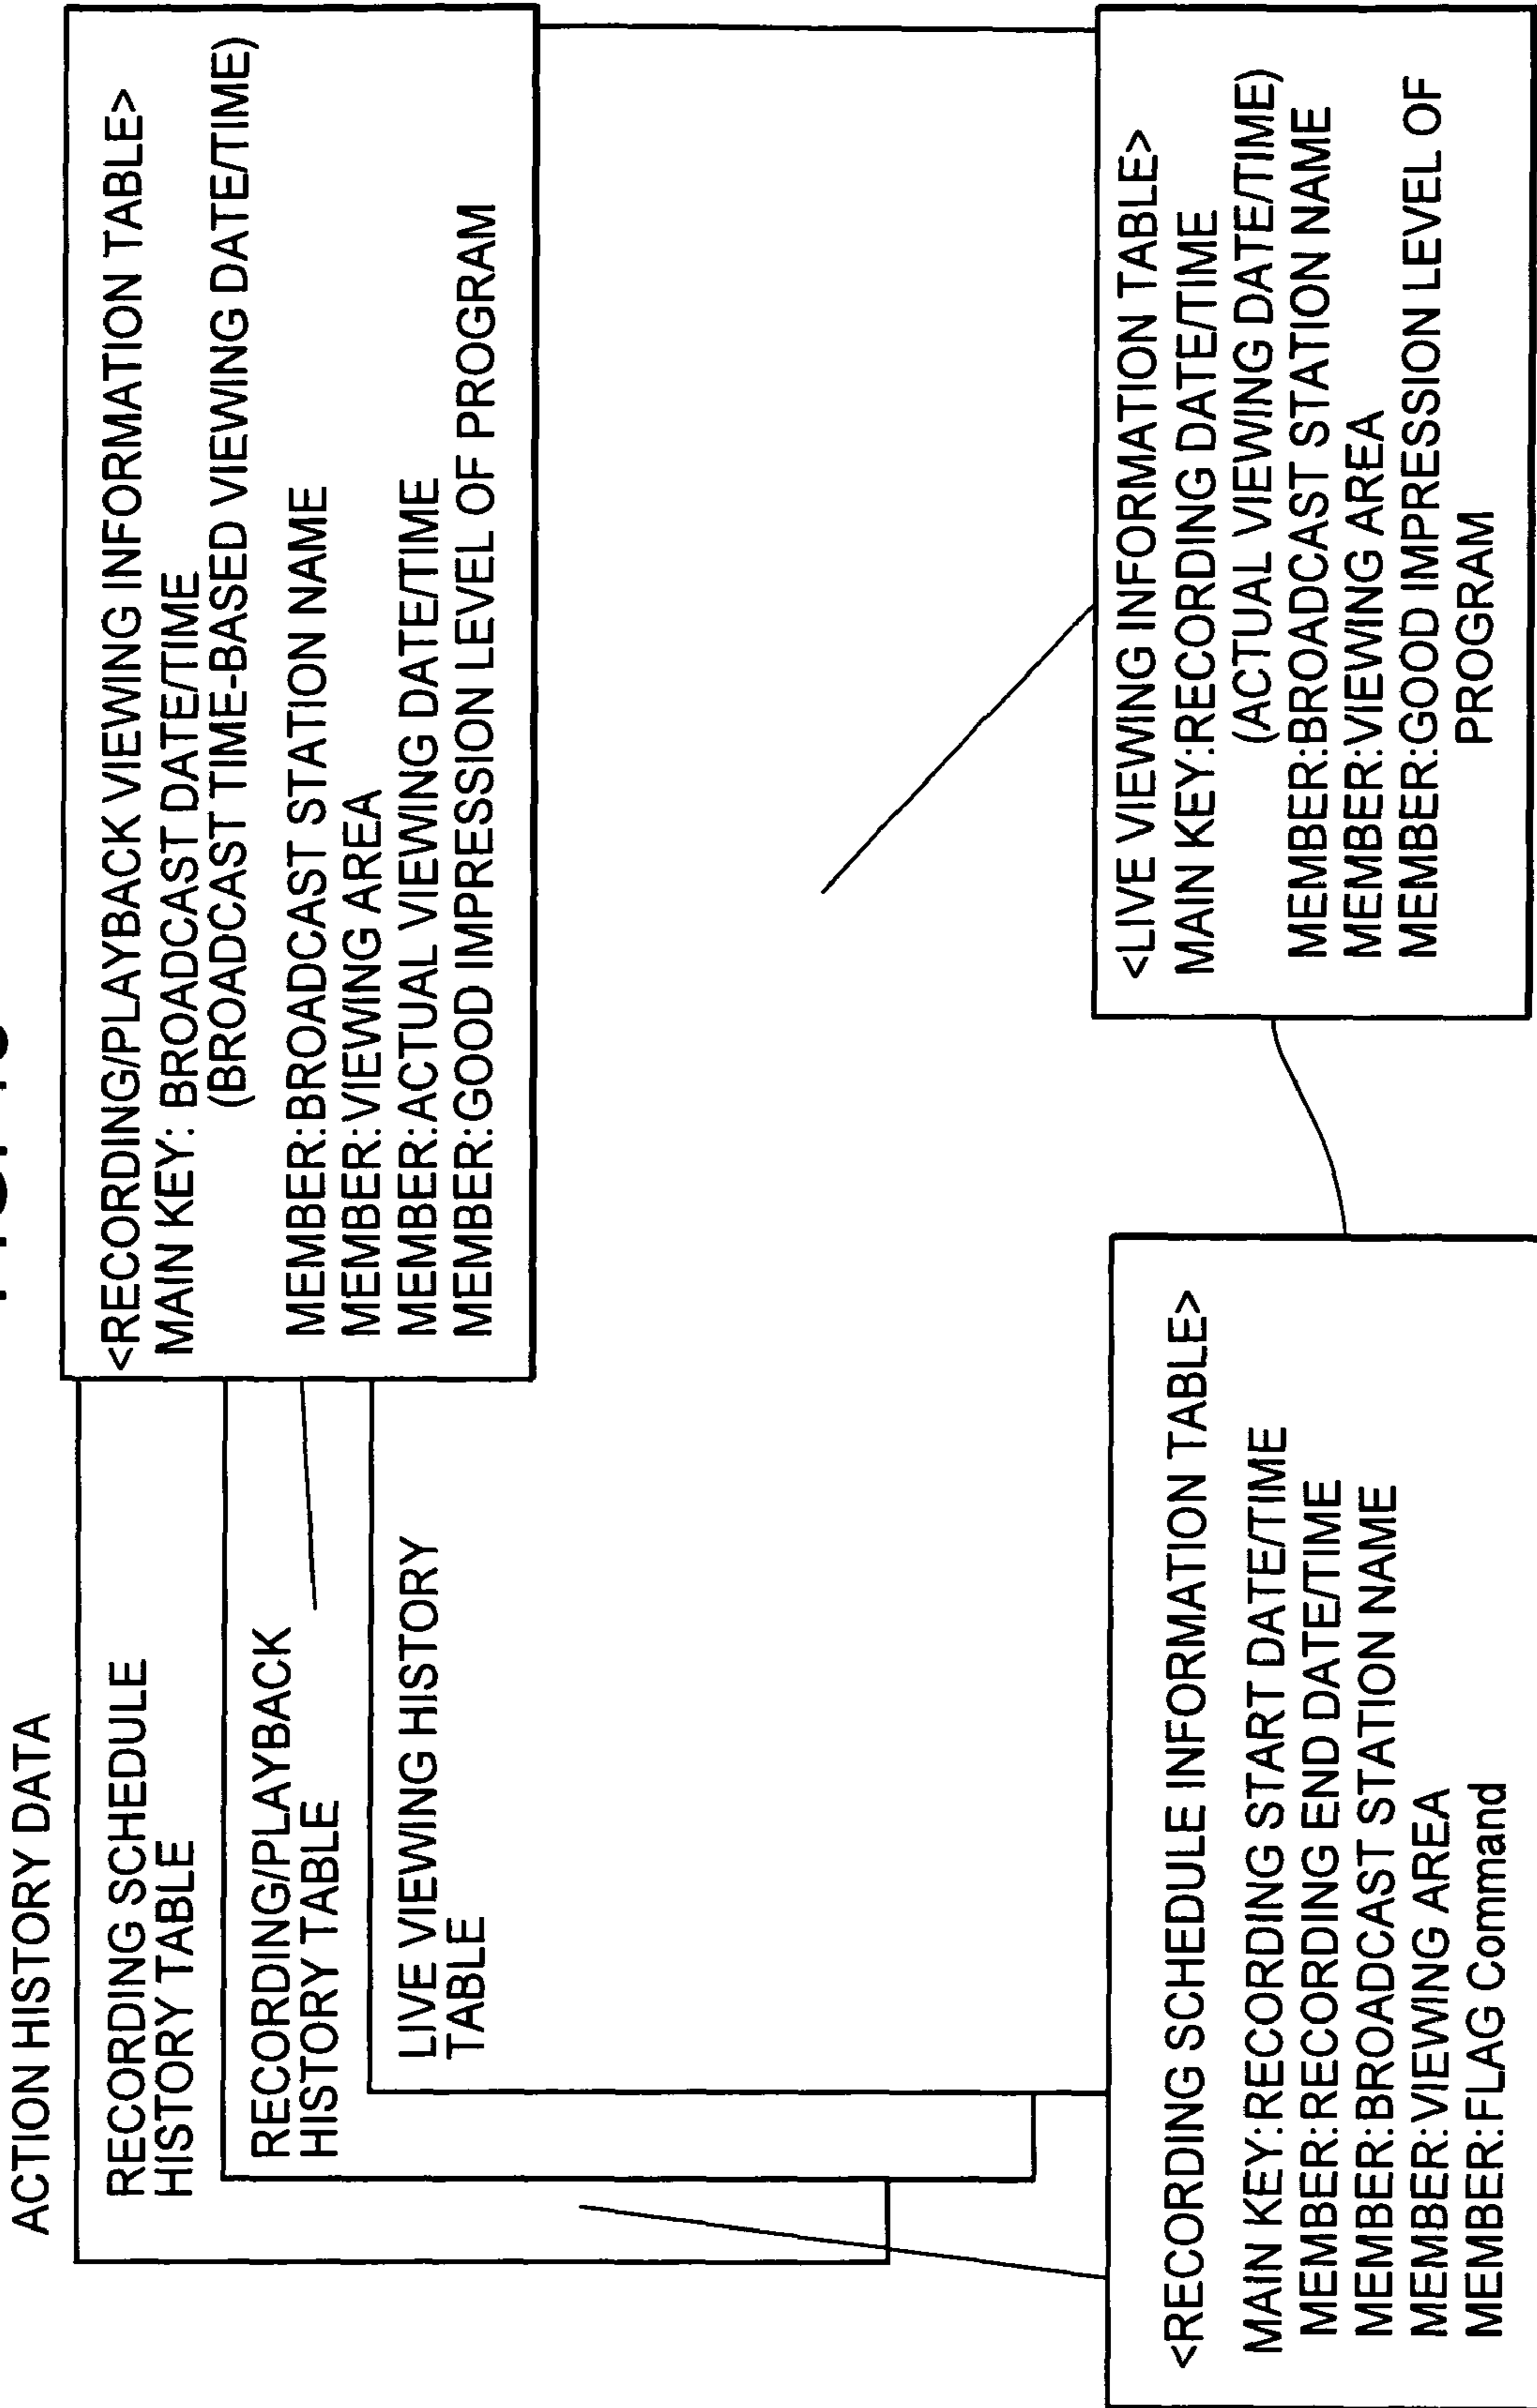 ACTION HISTORY DATA
RECORDING SCHEDULE
HISTORY TABLE
RECORDING/PLAYBACK
HISTORY TABLE
LIVE VIEWING HISTORY
TABLE
<RECORDING/PLAYBACK VIEWING INFORMATION TABLE>
MAIN KEY: BROADCAST DATE/TIME
(BROADCAST TIME-BASED VIEWING DATE/TIME)
MEMBER:BROADCAST STATION NAME
MEMBER:VIEWING AREA
MEMBER:ACTUAL VIEWING DATE/TIME
MEMBER:GOOD IMPRESSION LEVEL OF PROGRAM
<RECORDING SCHEDULE INFORMATION TABLE>
MAIN KEY:RECORDING START DATE/TIME
MEMBER:RECORDING END DATE/TIME
MEMBER:BROADCAST STATION NAME
MEMBER:VIEWING AREA
MEMBER:FLAG Command
<LIVE VIEWING INFORMATION TABLE>
MAIN KEY:RECORDING DATE/TIME
(ACTUAL VIEWING DATE/TIME)
MEMBER:BROADCAST STATION NAME
MEMBER:VIEWING AREA
MEMBER:GOOD IMPRESSION LEVEL OF
PROGRAM